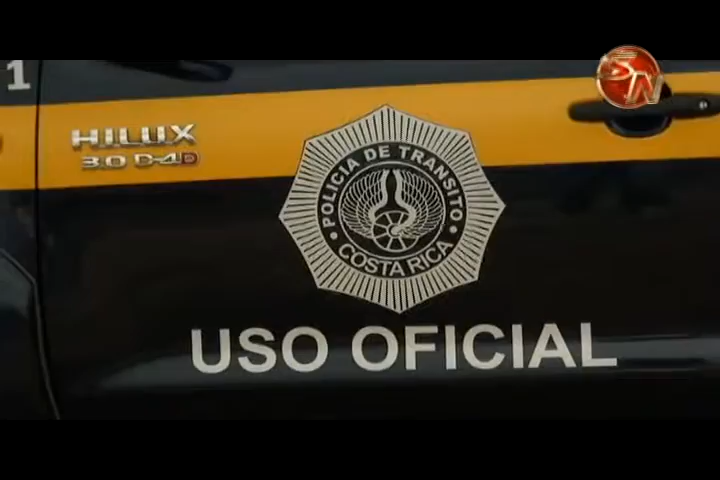 1
HILUX
3.0 D-4D
POLICIA DE TRANSITO
COSTA RICA
USO OFICIAL